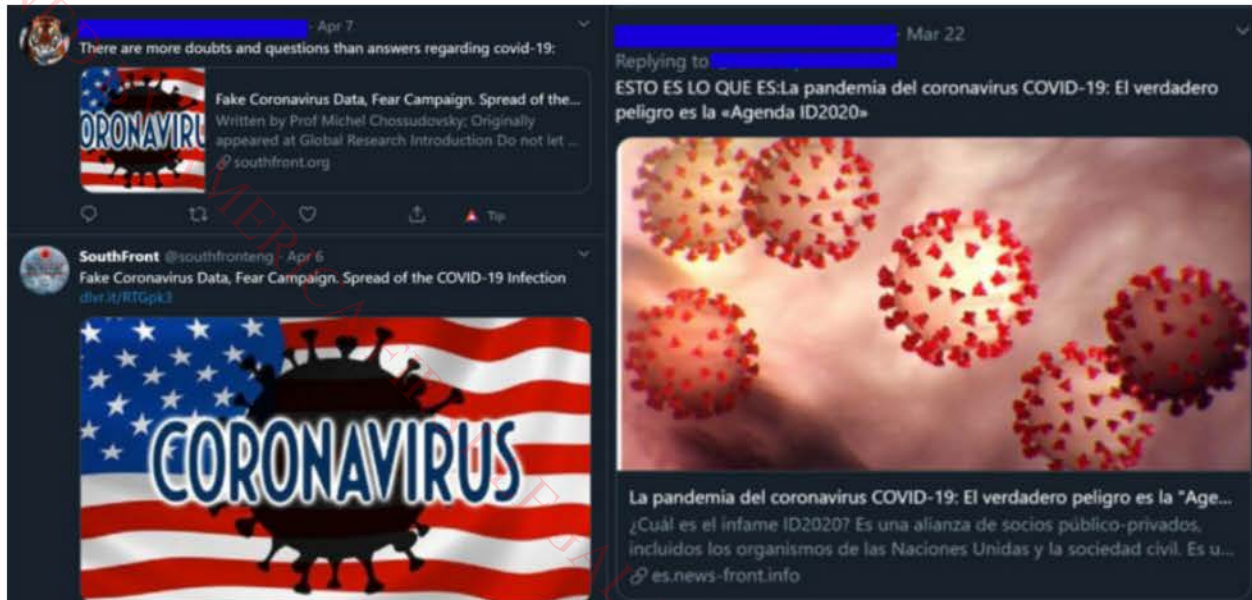 Apr 7
There are more doubts and questions than answers regarding covid-19:
ORONAVIRU
Fake Coronavirus Data, Fear Campaign. Spread of the...
Written by Prof Michel Chossudovsky; Originally
appeared at Global Research Introduction Do not let ...
southfront.org
Tip
SouthFront @southfronteng · Apr 6
Fake Coronavirus Data, Fear Campaign. Spread of the COVID-19 Infection
dlvr.it/RTGpk3
CORONAVIRUS
· Mar 22
Replying to
ESTO ES LO QUE ES:La pandemia del coronavirus COVID-19: El verdadero
peligro es la «Agenda ID2020»
La pandemia del coronavirus COVID-19: El verdadero peligro es la "Age...
¿Cuál es el infame ID2020? Es una alianza de socios público-privados,
incluidos los organismos de las Naciones Unidas y la sociedad civil. Es u...
es.news-front.info